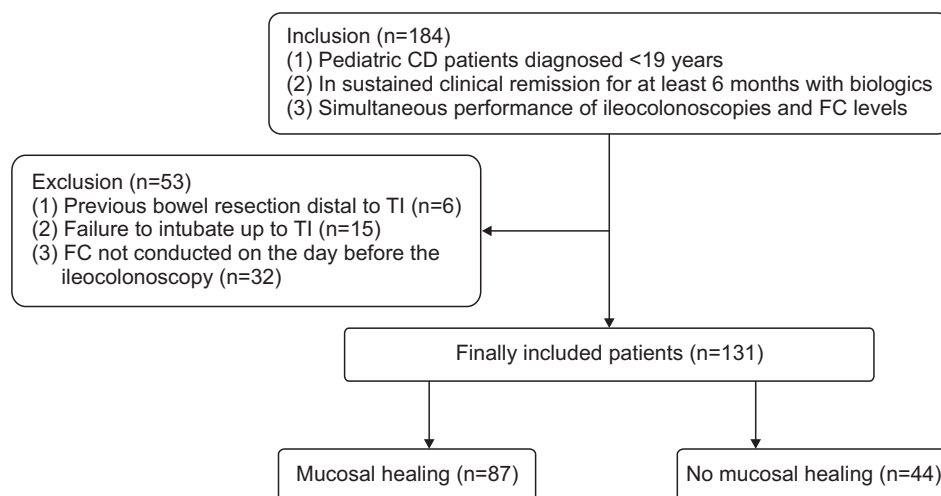 Inclusion (n=184)
(1) Pediatric CD patients diagnosed <19 years
(2) In sustained clinical remission for at least 6 months with biologics
(3) Simultaneous performance of ileocolonoscopies and FC levels
Exclusion (n=53)
(1) Previous bowel resection distal to TI (n=6)
(2) Failure to intubate up to TI (n=15)
(3) FC not conducted on the day before the
ileocolonoscopy (n=32)
Finally included patients (n=131)
Mucosal healing (n=87)
No mucosal healing (n=44)